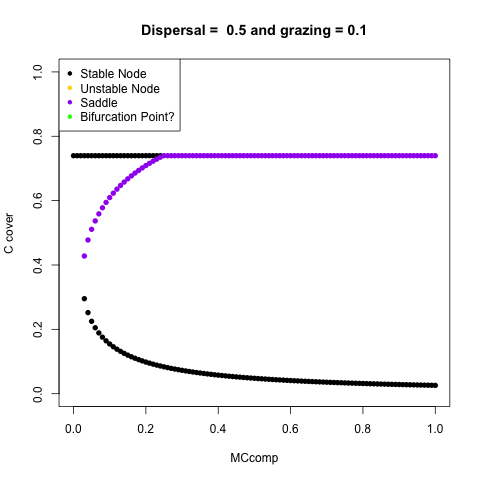 Dispersal =  0.5 and grazing = 0.1
Stable Node
Unstable Node
Saddle
Bifurcation Point?
C cover
1.0
0.8
0.6
0.4
0.2
0.0
0.0 0.2 0.4 0.6 0.8 1.0
MCcomp